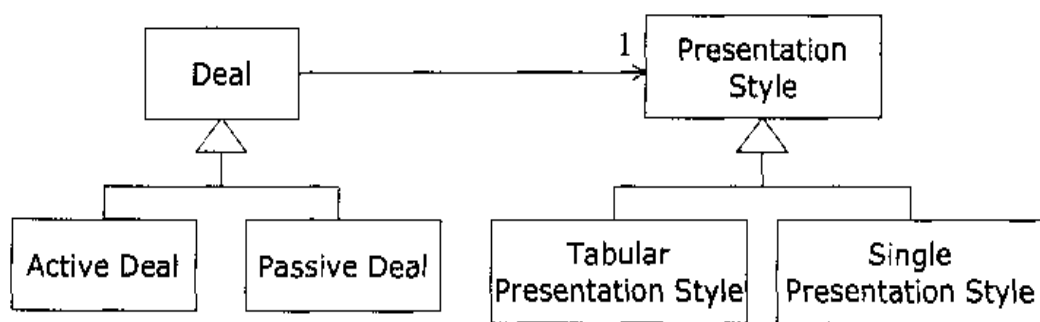 Deal
1
Presentation
Style
Active Deal
Passive Deal
Tabular
Presentation Style
Single
Presentation Style